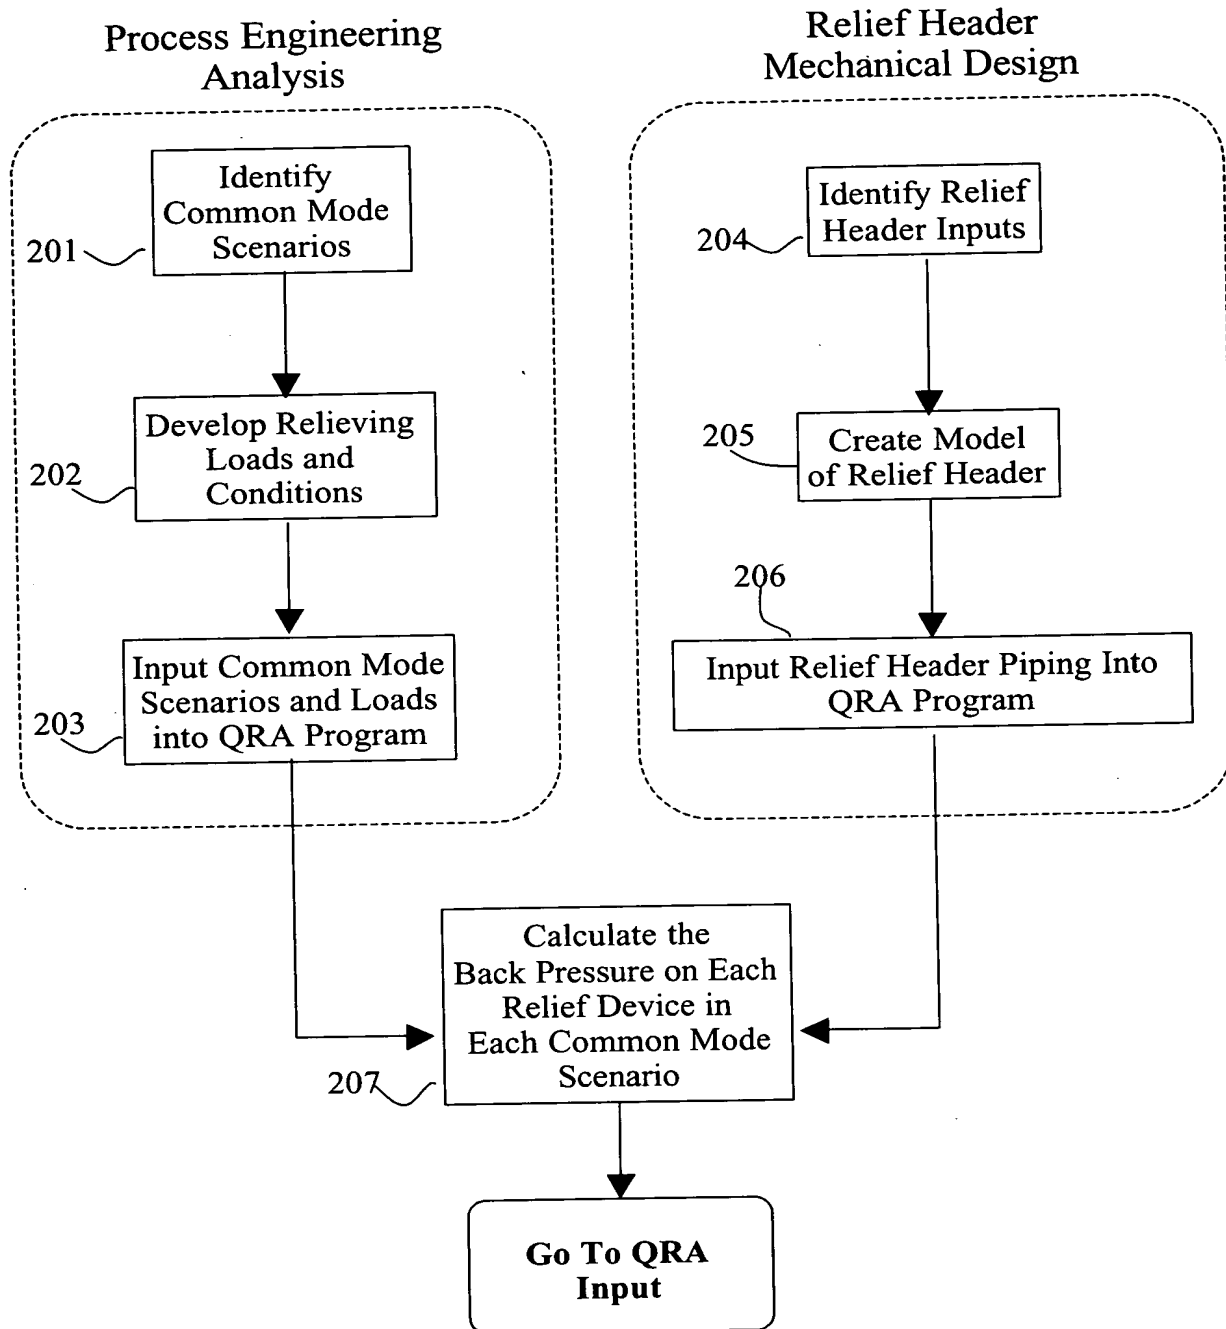 Process Engineering
Analysis
Relief Header
Mechanical Design
Identify
Common Mode
Scenarios
201
Develop Relieving
Loads and
Conditions
202
Input Common Mode
Scenarios and Loads
into QRA Program
203
Identify Relief
Header Inputs
204
Create Model
of Relief Header
205
206
Input Relief Header Piping Into
QRA Program
Calculate the
Back Pressure on Each
Relief Device in
Each Common Mode
Scenario
207
Go To QRA
Input